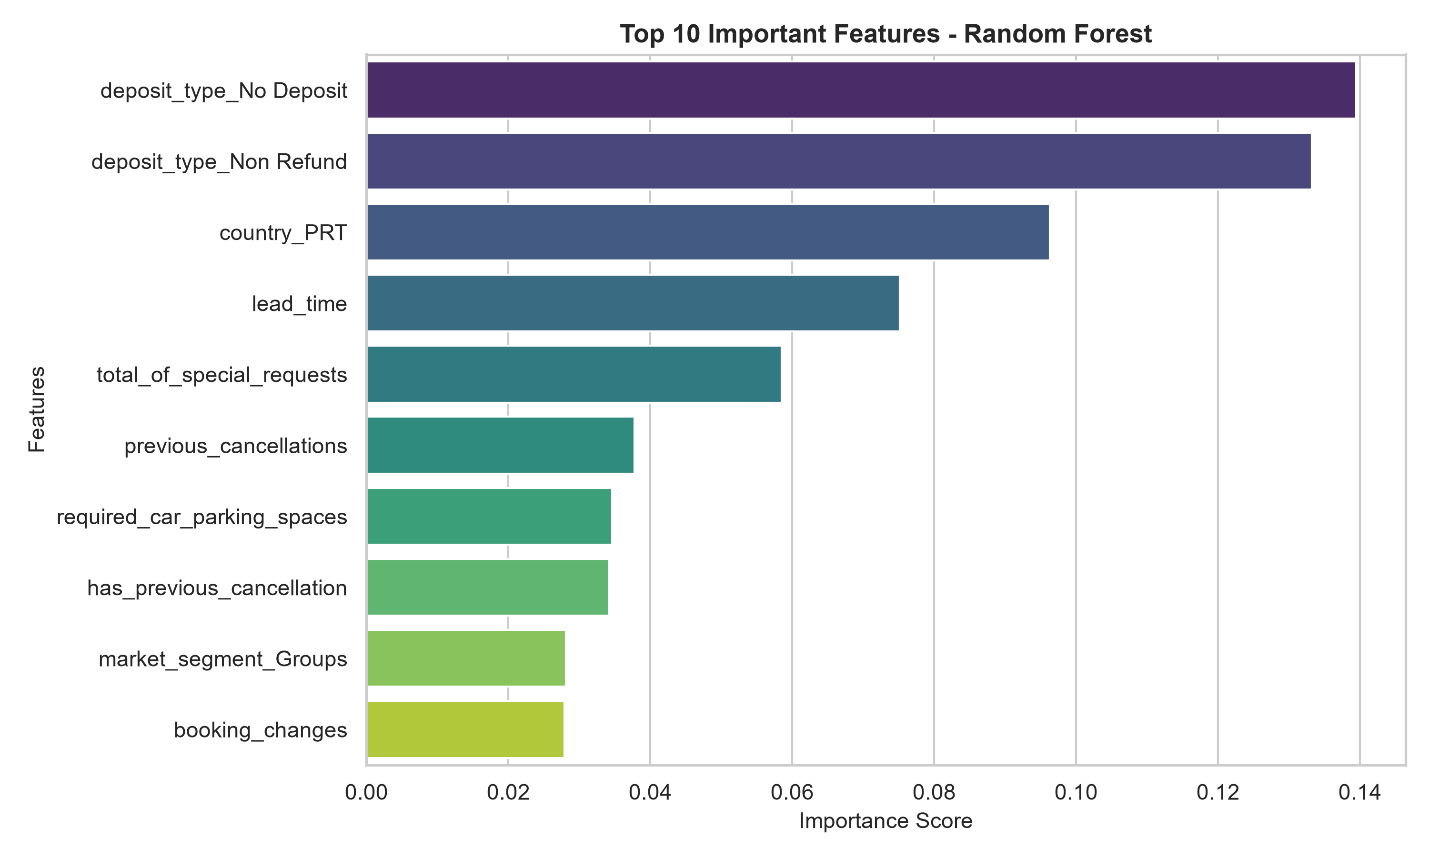 Top 10 Important Features - Random Forest
Features
deposit_type_No Deposit
deposit_type_Non Refund
country_PRT
lead_time
total_of_special_requests
previous_cancellations
required_car_parking_spaces
has_previous_cancellation
market_segment_Groups
booking_changes
0.00 0.02 0.04 0.06 0.08 0.10 0.12 0.14
Importance Score